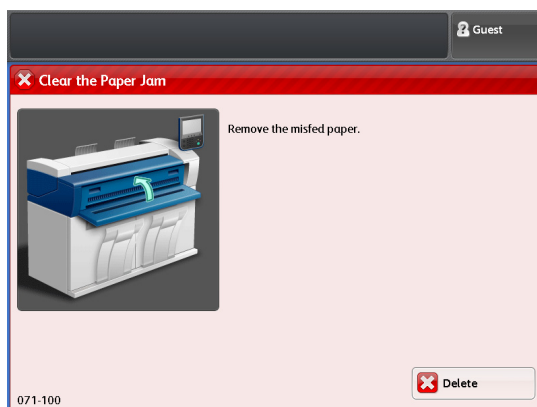 Guest
Clear the Paper Jam
Remove the misfed paper.
Delete
071-100